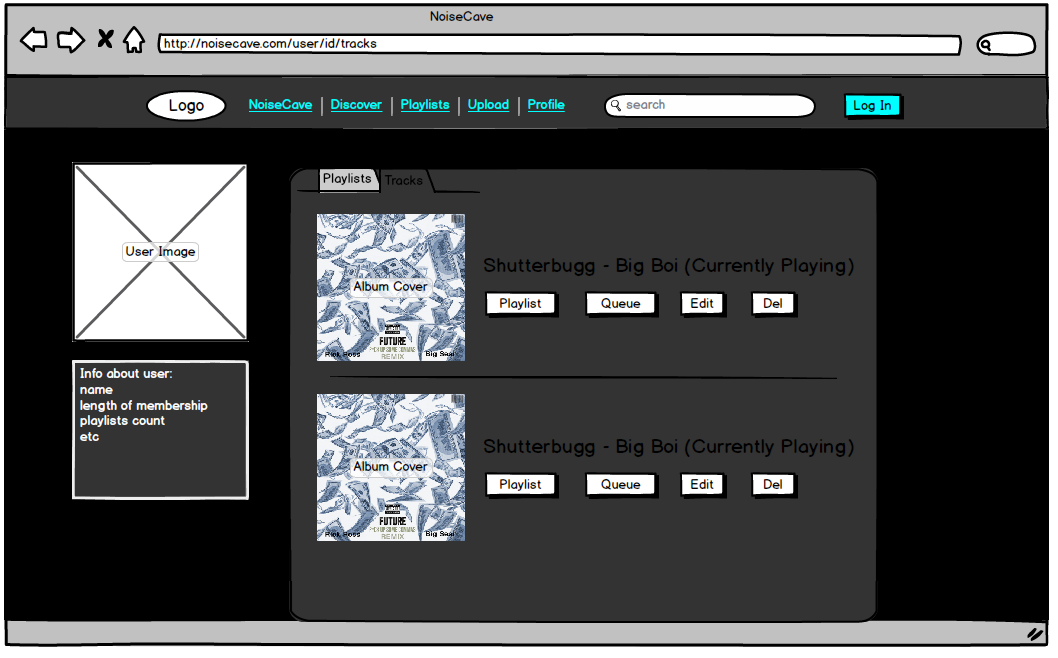 NoiseCave
http://noisecave.com/user/id/tracks
Logo
NoiseCave | Discover | Playlists | Upload | Profile
search
Log In
User Image
Info about user:
name
length of membership
playlists count
etc
Playlists
Tracks
Album Cover
FUTURE
REMIX
Rick Ross
Big Sean
Shutterbugg - Big Boi (Currently Playing)
Playlist
Queue
Edit
Del
Album Cover
FUTURE
REMIX
Rick Ross
Big Sean
Shutterbugg - Big Boi (Currently Playing)
Playlist
Queue
Edit
Del